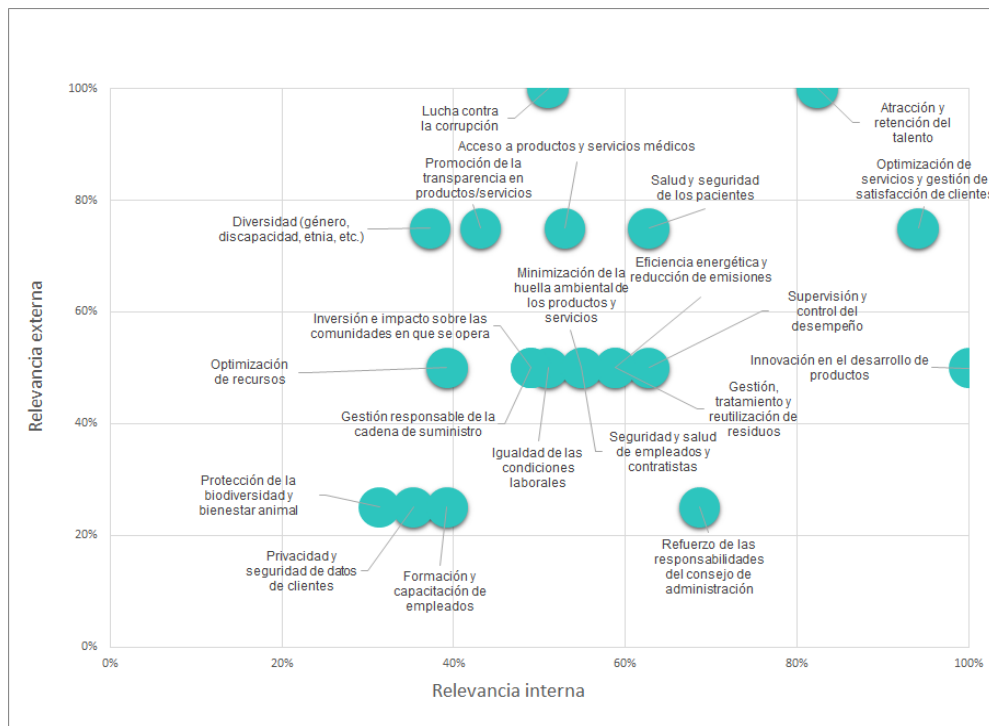 100%
80%
60%
40%
20%
0%
0%
20%
40%
60%
80%
100%
Relevancia externa
Relevancia interna
Lucha contra
la corrupción
Atracción y
retención del
talento
Acceso a productos y servicios médicos
Promoción de la
transparencia en
productos/servicios
Salud y seguridad
de los pacientes
Optimización de
servicios y gestión de
satisfacción de clientes
Diversidad (género,
discapacidad, etnia, etc.)
Minimización de la
huella ambiental de
los productos y
servicios
Eficiencia energética y
reducción de emisiones
Supervisión y
control del
desempeño
Inversión e impacto sobre las
comunidades en que se opera
Optimización
de recursos
Innovación en el desarrollo de
productos
Gestión responsable de la
cadena de suministro
Igualdad de las
condiciones
laborales
Seguridad y salud
de empleados y
contratistas
Gestión,
tratamiento y
reutilización de
residuos
Protección de la
biodiversidad y
bienestar animal
Privacidad y
seguridad de datos
de clientes
Formación y
capacitación de
empleados
Refuerzo de las
responsabilidades
del consejo de
administración